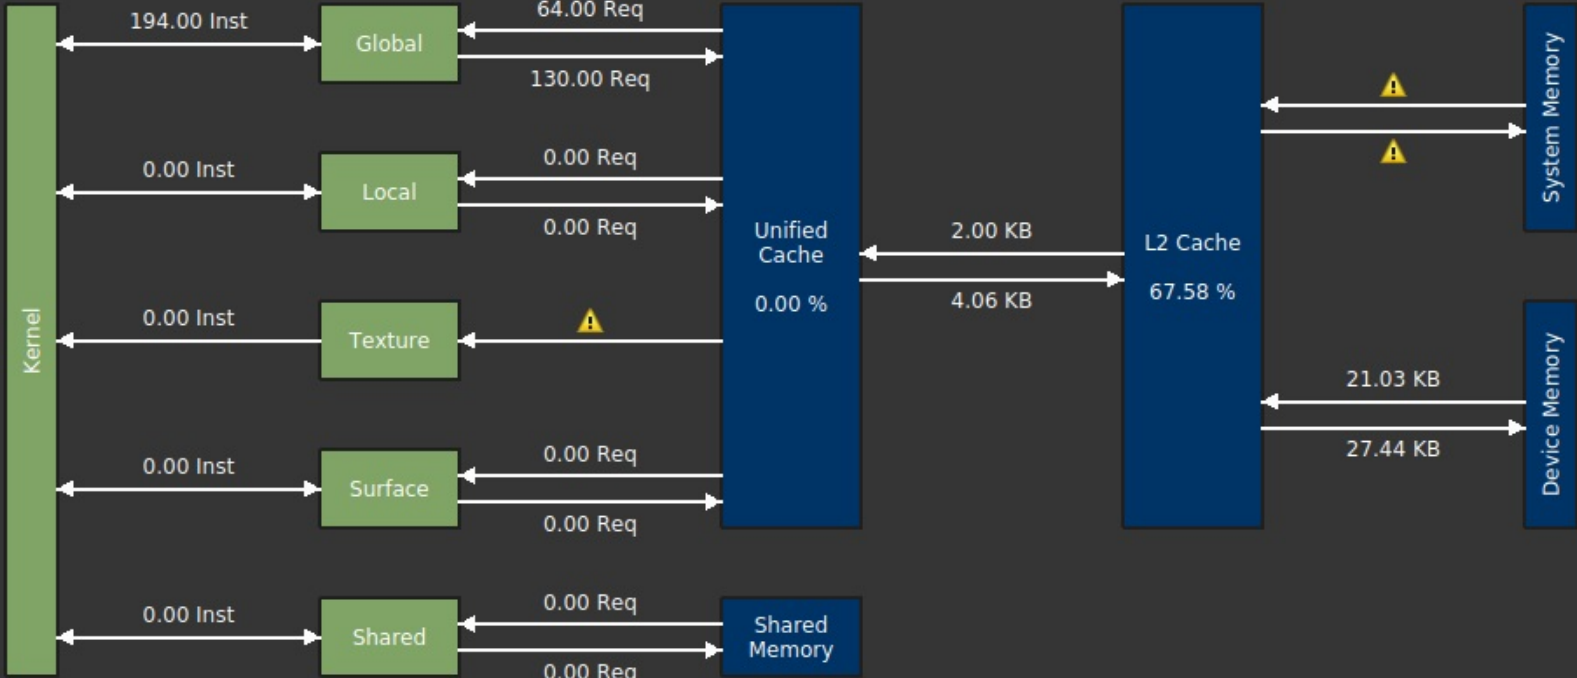 Kernel
194.00 Inst
Global
64.00 Req
130.00 Req
0.00 Inst
Local
0.00 Req
0.00 Req
0.00 Inst
Texture
0.00 Inst
Surface
0.00 Req
0.00 Req
0.00 Inst
Shared
0.00 Req
0.00 Req
Unified
Cache
0.00 %
Shared
Memory
2.00 KB
4.06 KB
L2 Cache
67.58 %
System Memory
21.03 KB
27.44 KB
Device Memory